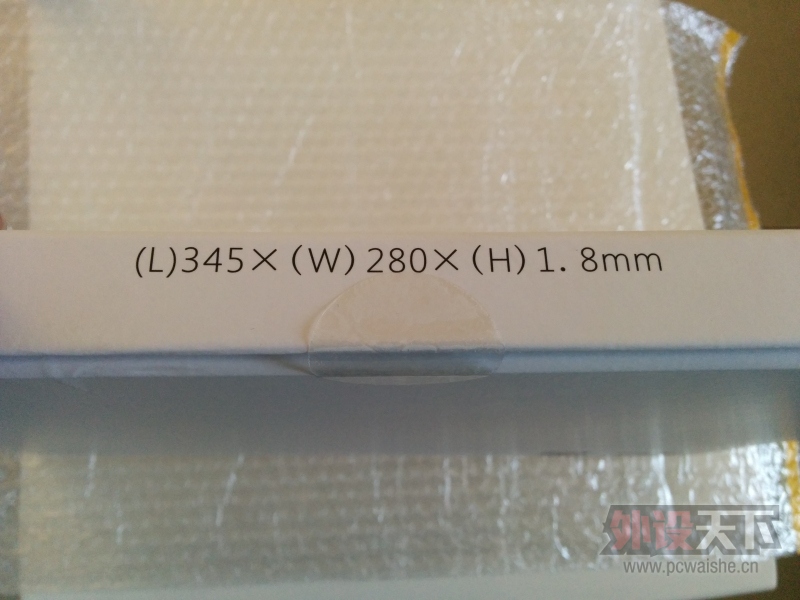 (L)345×(W)280×(H)1.8mm
外设天下
www.pcwaishe.cn